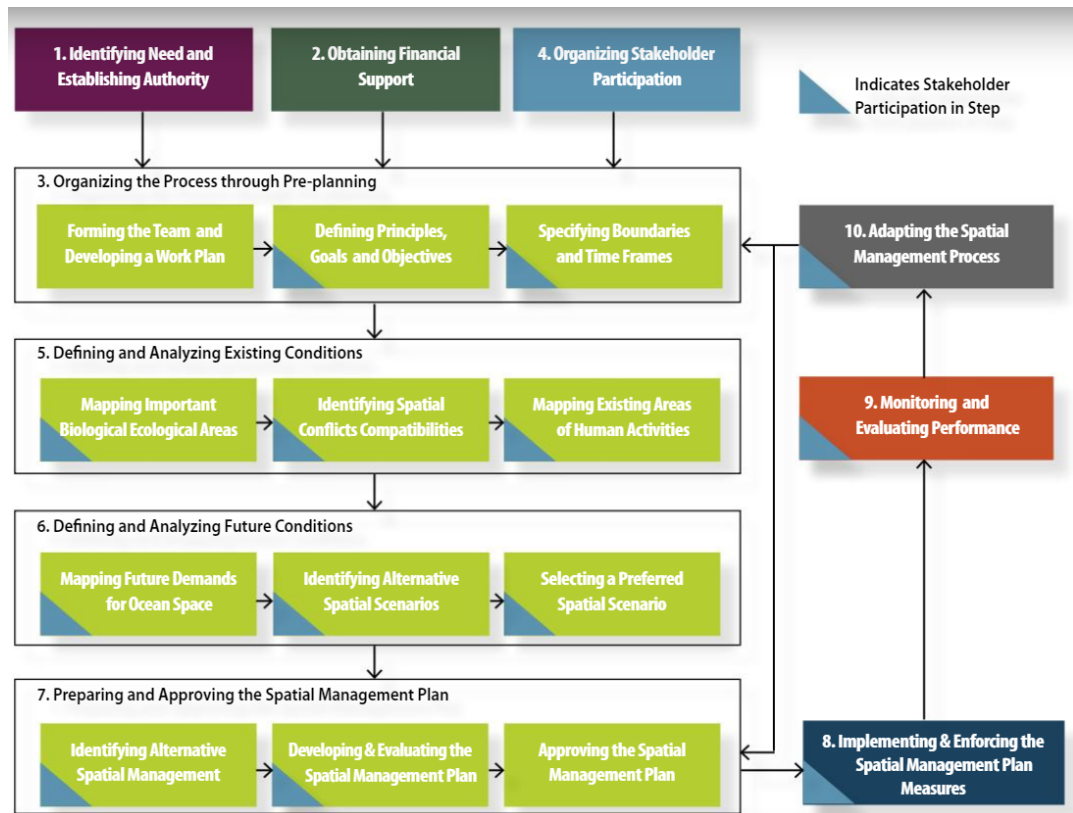 1. Identifying Need and
Establishing Authority
2. Obtaining Financial
Support
4. Organizing Stakeholder
Participation
Indicates Stakeholder
Participation in Step
3. Organizing the Process through Pre-planning
Forming the Team and
Developing a Work Plan
Defining Principles,
Goals and Objectives
Specifying Boundaries
and Time Frames
10. Adapting the Spatial
Management Process
5. Defining and Analyzing Existing Conditions
Mapping Important
Biological Ecological Areas
Identifying Spatial
Conflicts Compatibilities
Mapping Existing Areas
of Human Activities
9. Monitoring and
Evaluating Performance
6. Defining and Analyzing Future Conditions
Mapping Future Demands
for Ocean Space
Identifying Alternative
Spatial Scenarios
Selecting a Preferred
Spatial Scenario
7. Preparing and Approving the Spatial Management Plan
Identifying Alternative
Spatial Management
Developing & Evaluating the
Spatial Management Plan
Approving the Spatial
Management Plan
8. Implementing & Enforcing the
Spatial Management Plan
Measures